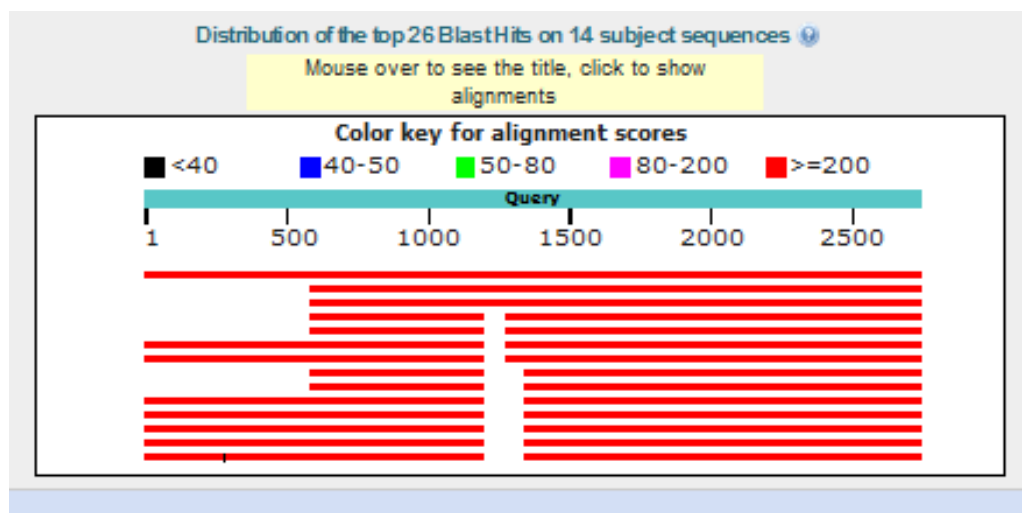 Distribution of the top 26 Blast Hits on 14 subject sequences
Mouse over to see the title, click to show
alignments
Color key for alignment scores
<40 40-50 50-80 80-200 >=200
Query
1 500 1000 1500 2000 2500